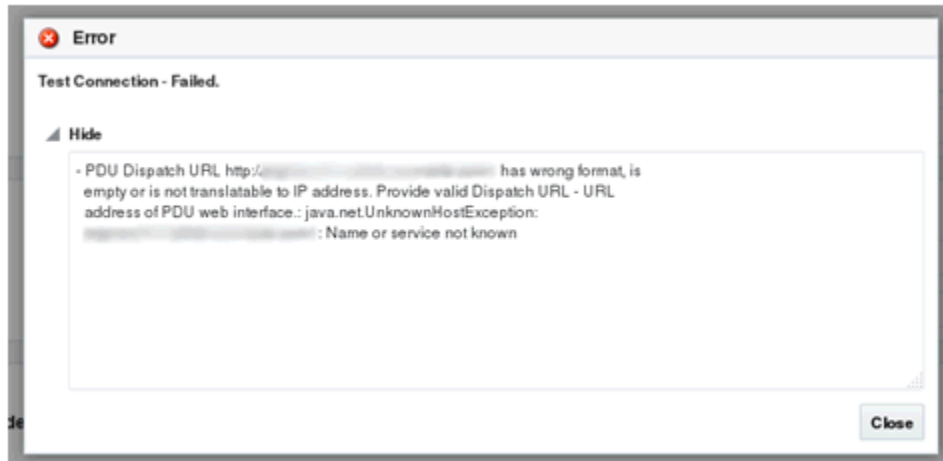 Error
Test Connection - Failed.
Hide
- PDU Dispatch URL http:/ has wrong format, is
empty or is not translatable to IP address. Provide valid Dispatch URL - URL
address of PDU web interface.: java.net.UnknownHostException:
: Name or service not known
de
Close